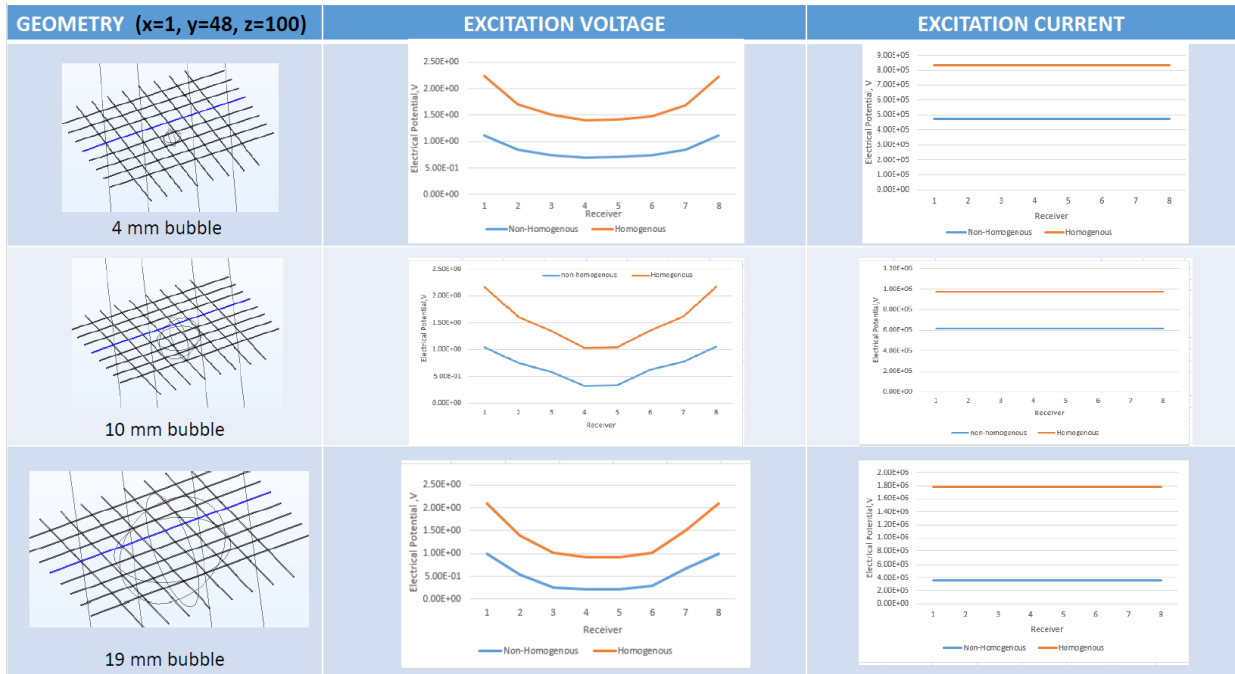 GEOMETRY (x=1, y=48, z=100)
EXCITATION VOLTAGE
EXCITATION CURRENT
4 mm bubble
2.50E+00
2.00E+00
1.50E+00
1.00E+00
5.00E-01
0.00E+00
Electrical Potential,V
1 2 3 4 5 6 7 8
Receiver
Non-Homogenous Homogenous
9.00E+05
8.00E+05
7.00E+05
6.00E+05
5.00E+05
4.00E+05
3.00E+05
2.00E+05
1.00E+05
0.00E+00
Electrical Potential, V
1 2 3 4 5 6 7 8
Receiver
Non-Homogenous Homogenous
10 mm bubble
non-homogenous Homogenous
2.50E+00
2.00E+00
1.50E+00
1.00E+00
5.00E-01
0.00E+00
Electrical Potential,V
1 2 3 4 5 6 7 8
Receiver
1.20E+06
1.00E+06
8.00E+05
6.00E+05
4.00E+05
2.00E+05
0.00E+00
Electrical Potential, V
1 2 3 4 5 6 7 8
Receiver
non-homogenous Homogenous
19 mm bubble
2.50E+00
2.00E+00
1.50E+00
1.00E+00
5.00E-01
0.00E+00
Electrical Potential ,V
1 2 3 4 5 6 7 8
Receiver
Non-Homogenous Homogenous
2.00E+06
1.80E+06
1.60E+06
1.40E+06
1.20E+06
1.00E+06
8.00E+05
6.00E+05
4.00E+05
2.00E+05
0.00E+00
Electrical Potential,V
1 2 3 4 5 6 7 8
Receiver
Non-Homogenous Homogenous